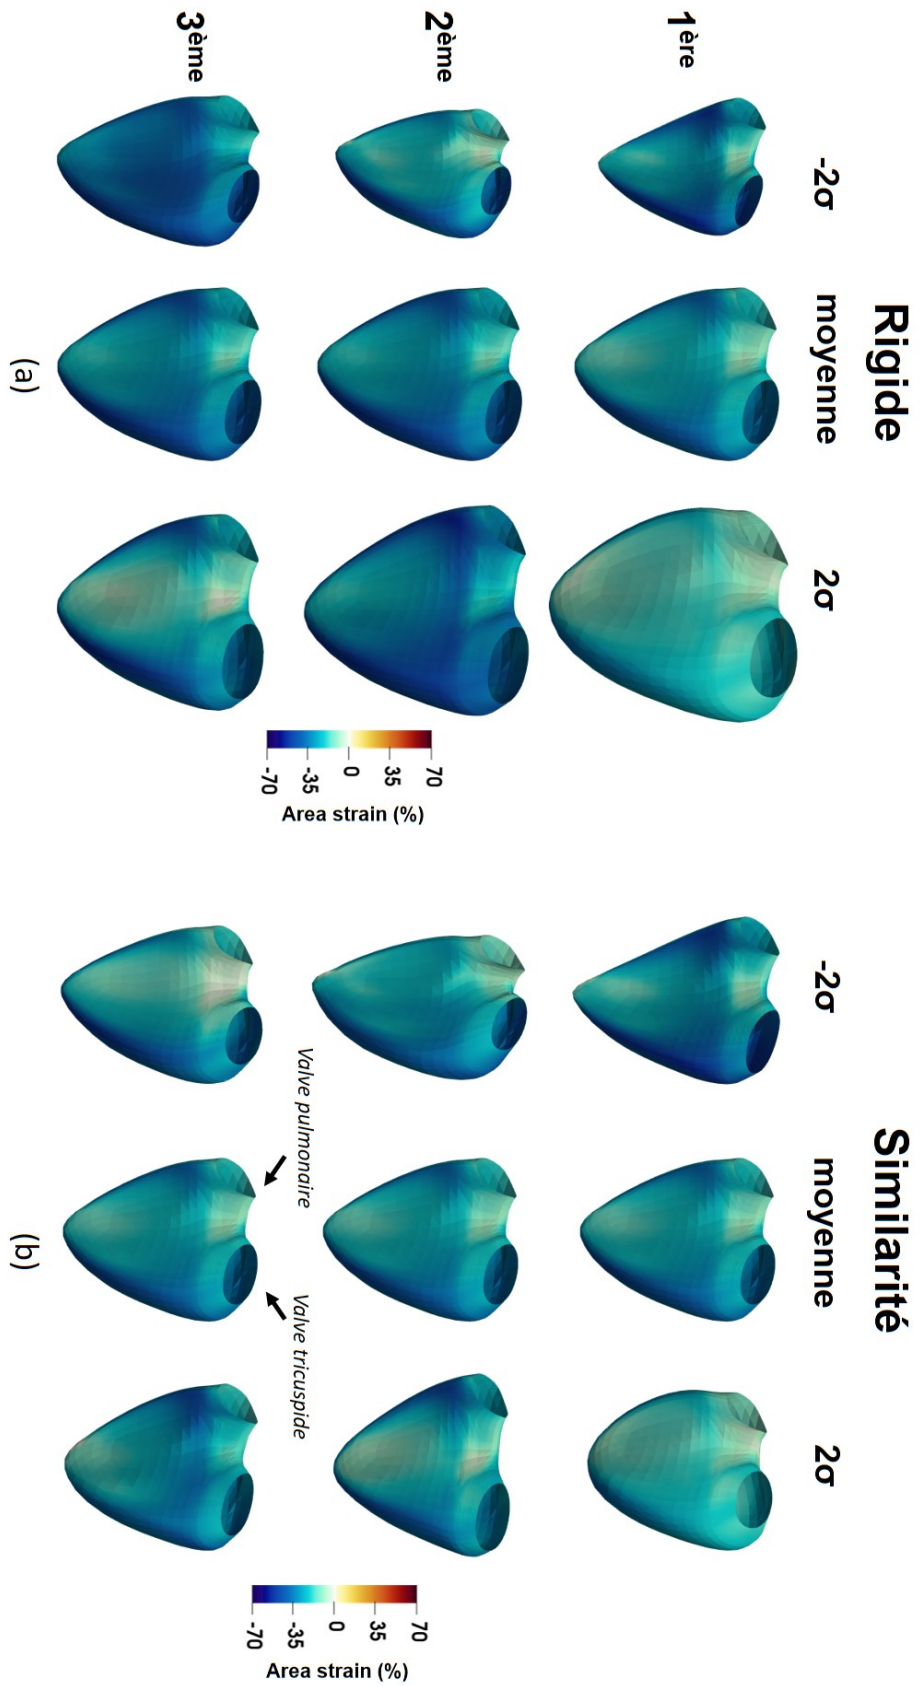 Rigide
-2σ moyenne 2σ
1ère
2ème
3ème
70
35
0
-35
-70
Area strain (%)
(a)
Similarité
-2σ moyenne 2σ
Valve pulmonaire
Valve tricuspide
70
35
0
-35
-70
Area strain (%)
(b)